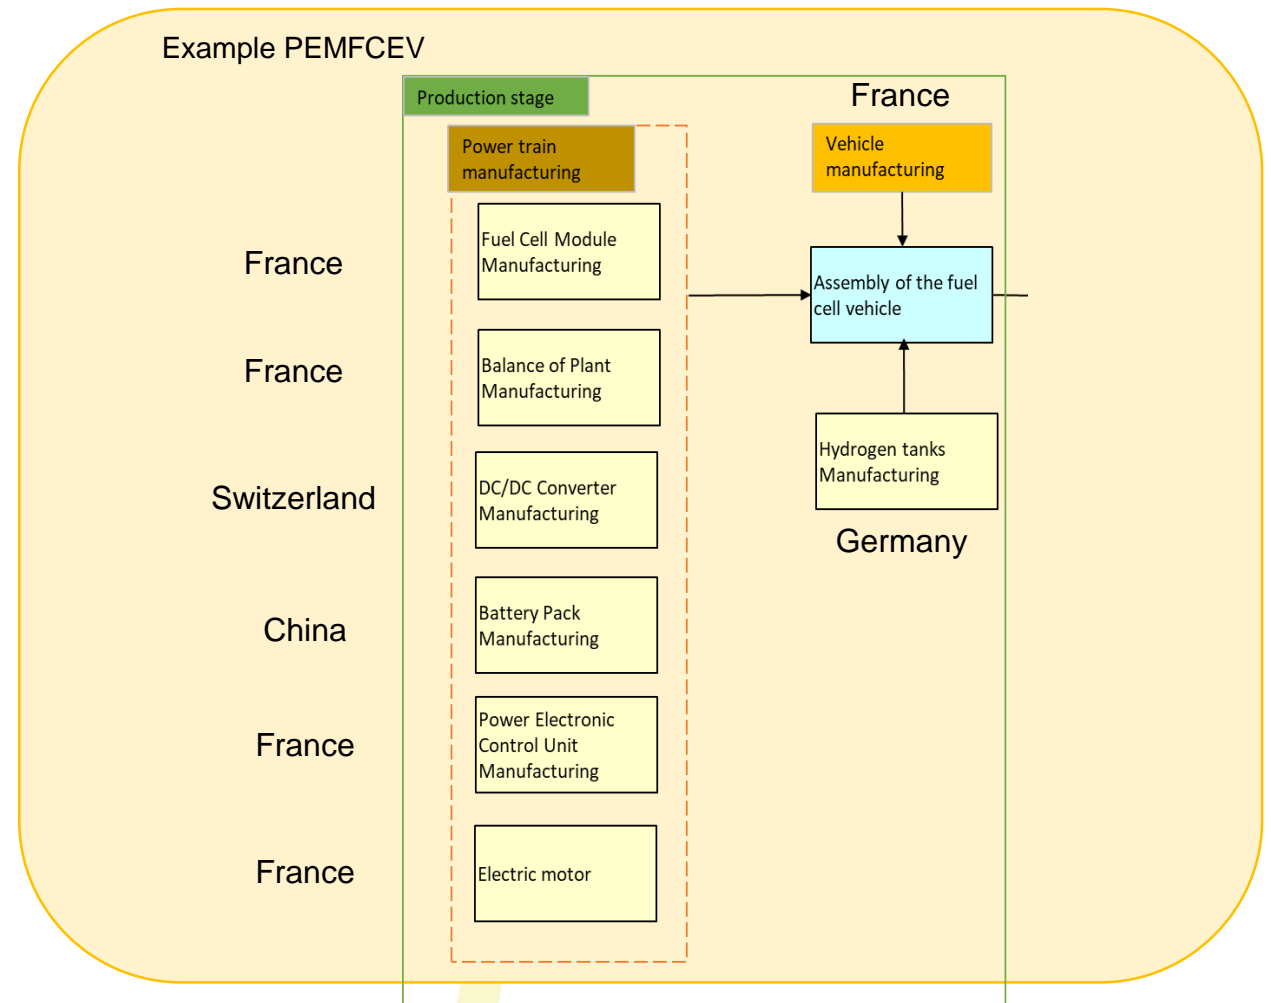 Example PEMFCEV
Production stage
France
Power train
manufacturing
Vehicle
manufacturing
France
Fuel Cell Module
Manufacturing
Assembly of the fuel
cell vehicle
France
Balance of Plant
Manufacturing
Hydrogen tanks
Manufacturing
Germany
Switzerland
DC/DC Converter
Manufacturing
China
Battery Pack
Manufacturing
France
Power Electronic
Control Unit
Manufacturing
France
Electric motor